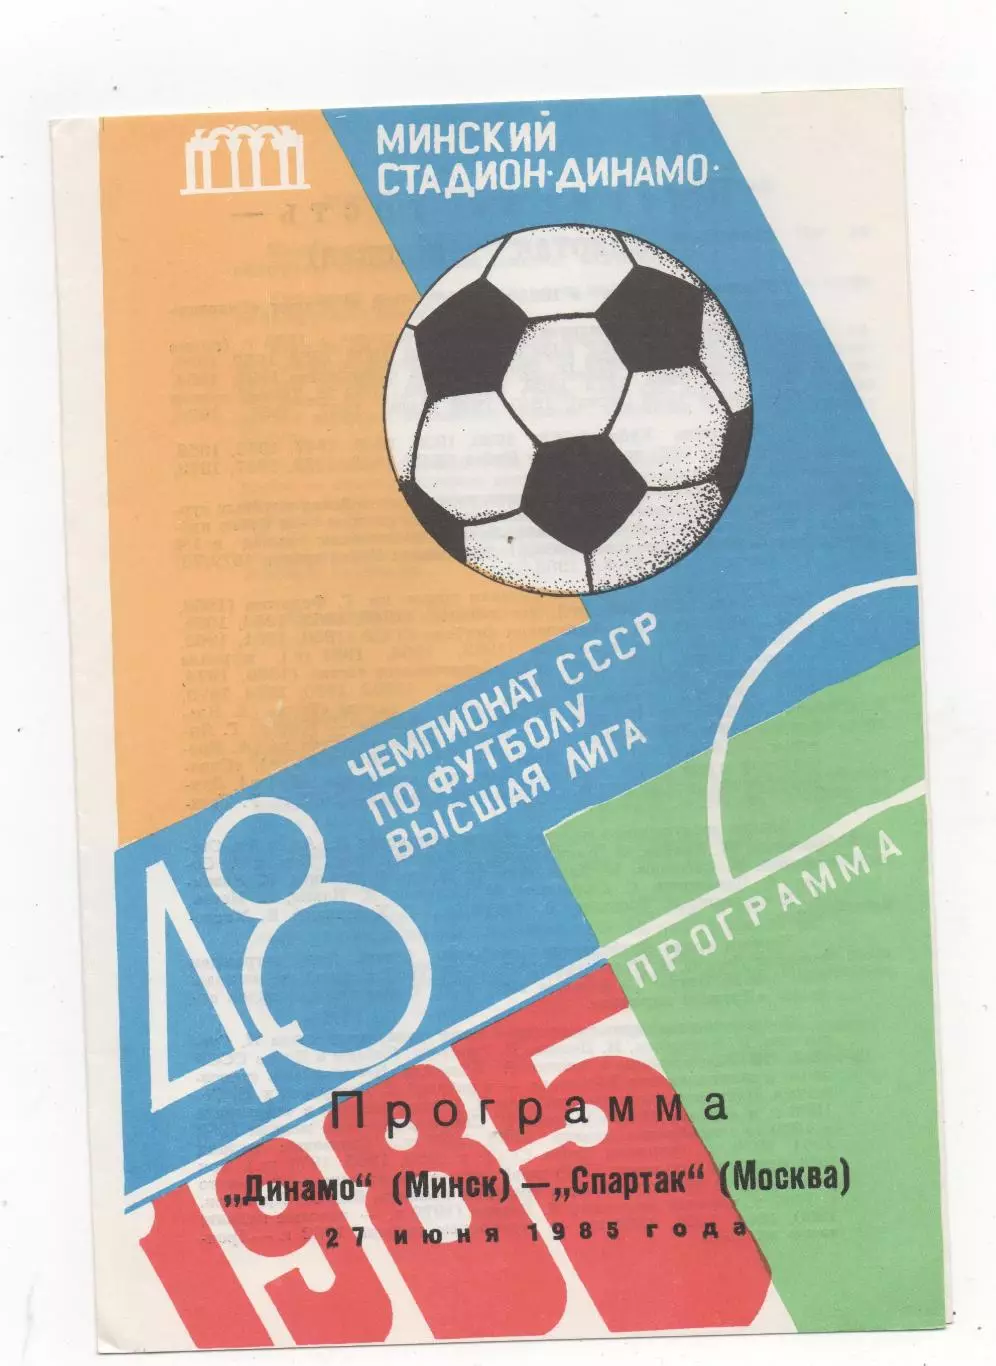 МИНСКИЙ
СТАДИОН·ДИНАМО·
ЧЕМПИОНАТ СССР
ПО ФУТБОЛУ
ВЫСШАЯ ЛИГА
48
ПРОГРАММА
1985
Программа
„Динамо" (Минск) — „Спартак" (Москва)
27 июня 1985 года